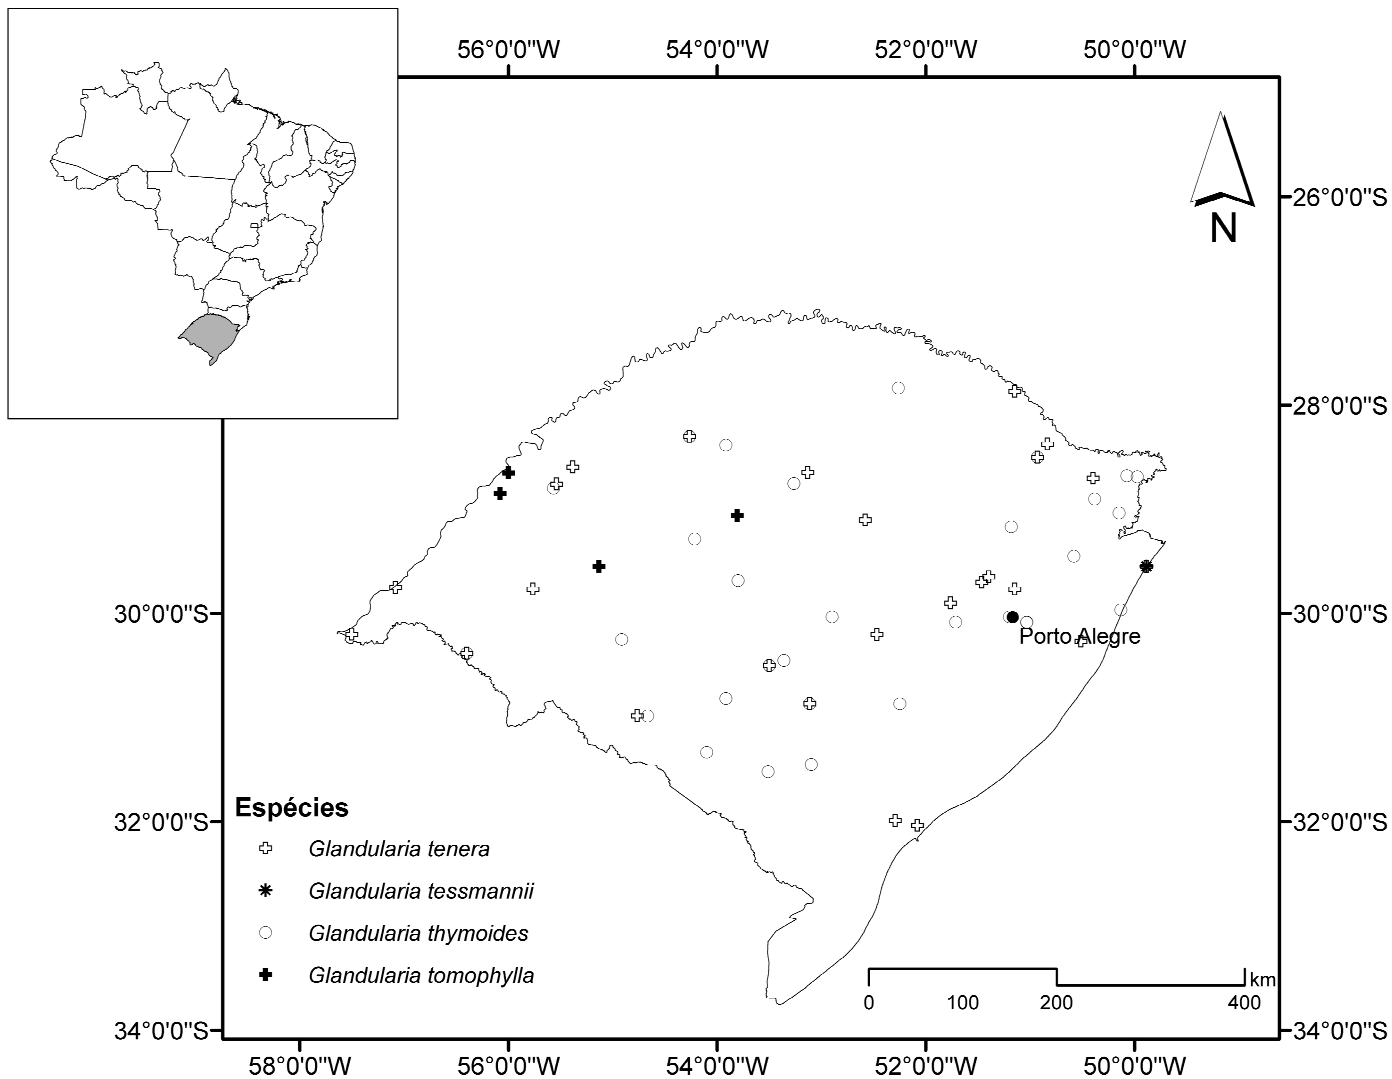 56°0'0"W 54°0'0"W 52°0'0"W 50°0'0"W
N
26°0'0"S
28°0'0"S
30°0'0"S 30°0'0"S
Porto Alegre
32°0'0"S 32°0'0"S
Espécies
Glandularia tenera
Glandularia tessmannii
Glandularia thymoides
Glandularia tomophylla
km
0 100 200 400
34°0'0"S 34°0'0"S
58°0'0"W 56°0'0"W 54°0'0"W 52°0'0"W 50°0'0"W